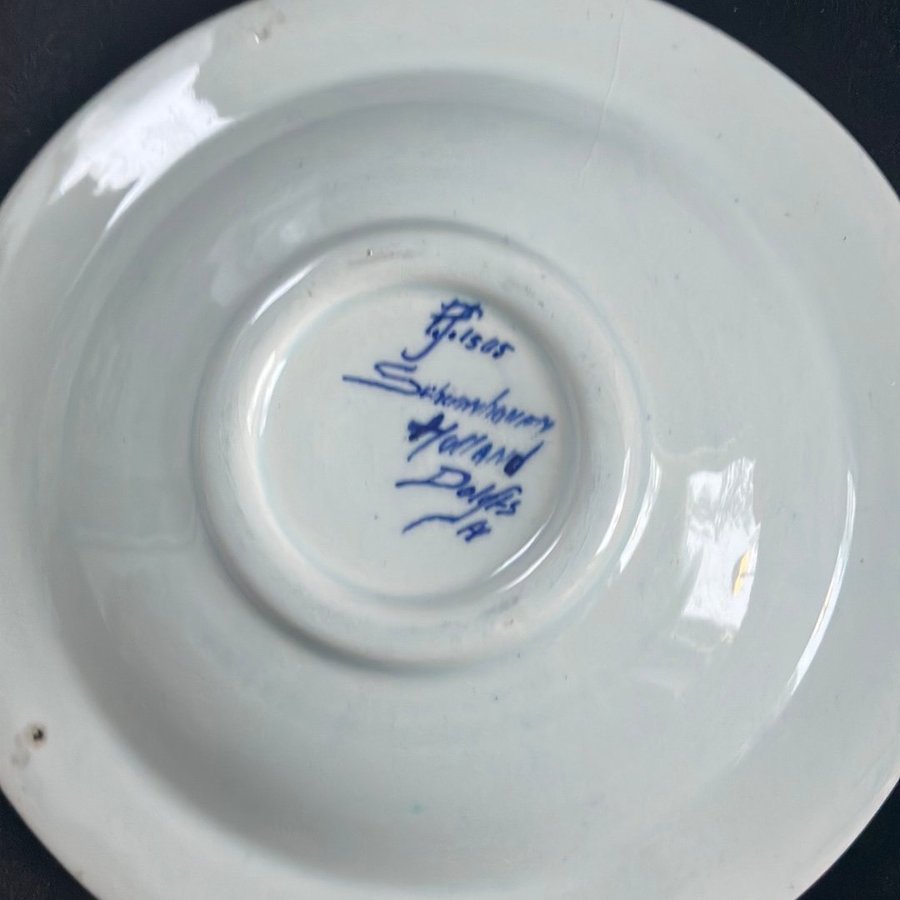 P.J. 1505
Schoonhoven
Holland
Delfts